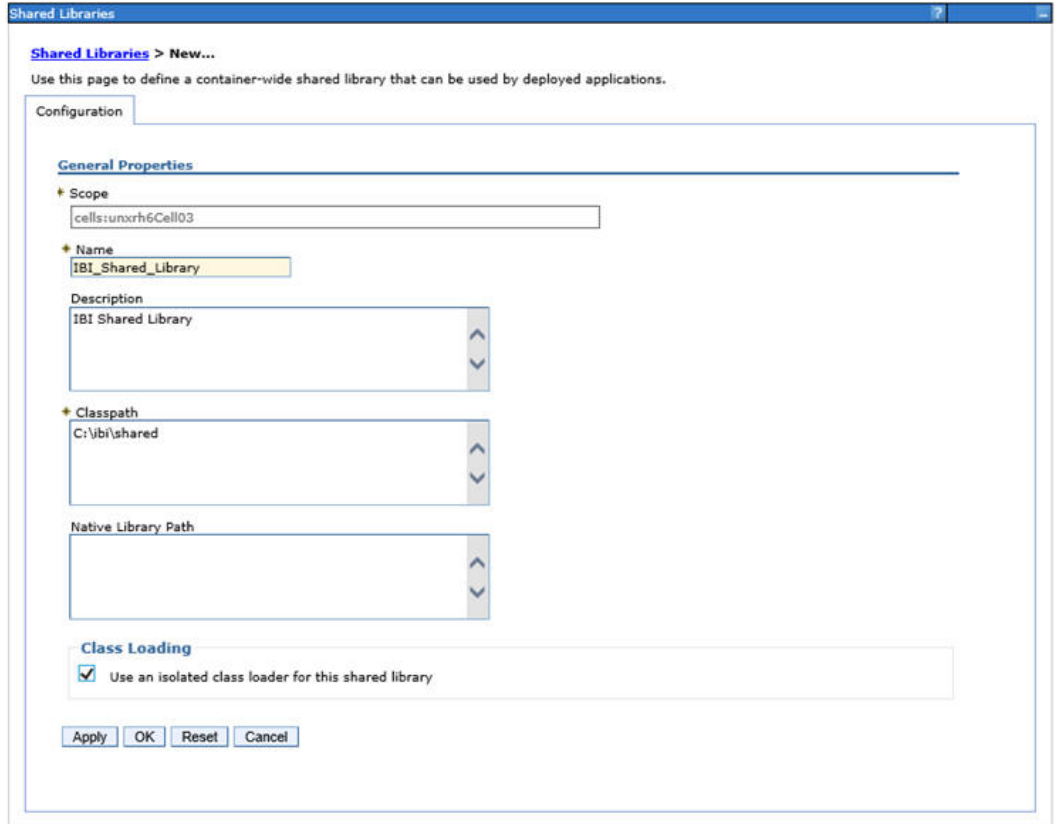 Shared Libraries ?
Shared Libraries > New...
Use this page to define a container-wide shared library that can be used by deployed applications.
Configuration
General Properties
* Scope
cells:unxrh6Cell03
* Name
IBI_Shared_Library
Description
IBI Shared Library
* Classpath
C:\ibi\shared
Native Library Path
Class Loading
Use an isolated class loader for this shared library
Apply OK Reset Cancel